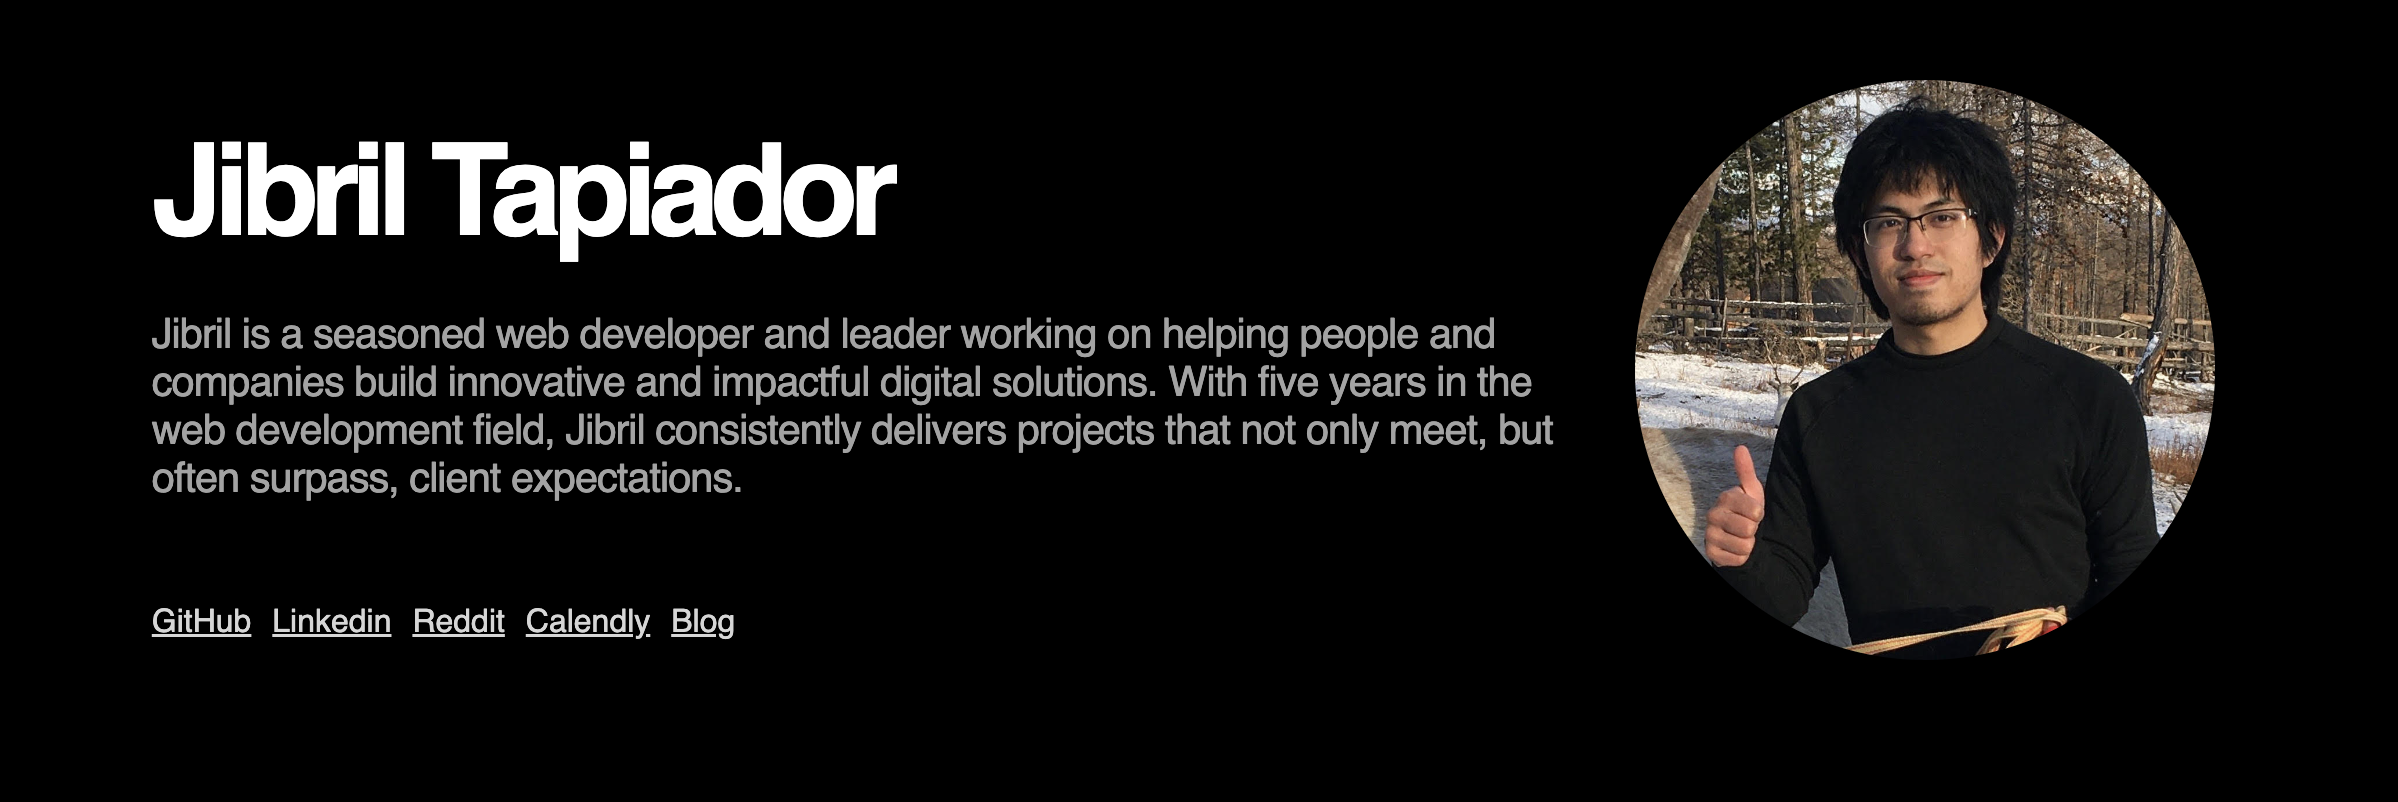 Jibril Tapiador
Jibril is a seasoned web developer and leader working on helping people and
companies build innovative and impactful digital solutions. With five years in the
web development field, Jibril consistently delivers projects that not only meet, but
often surpass, client expectations.
GitHub Linkedin Reddit Calendly Blog